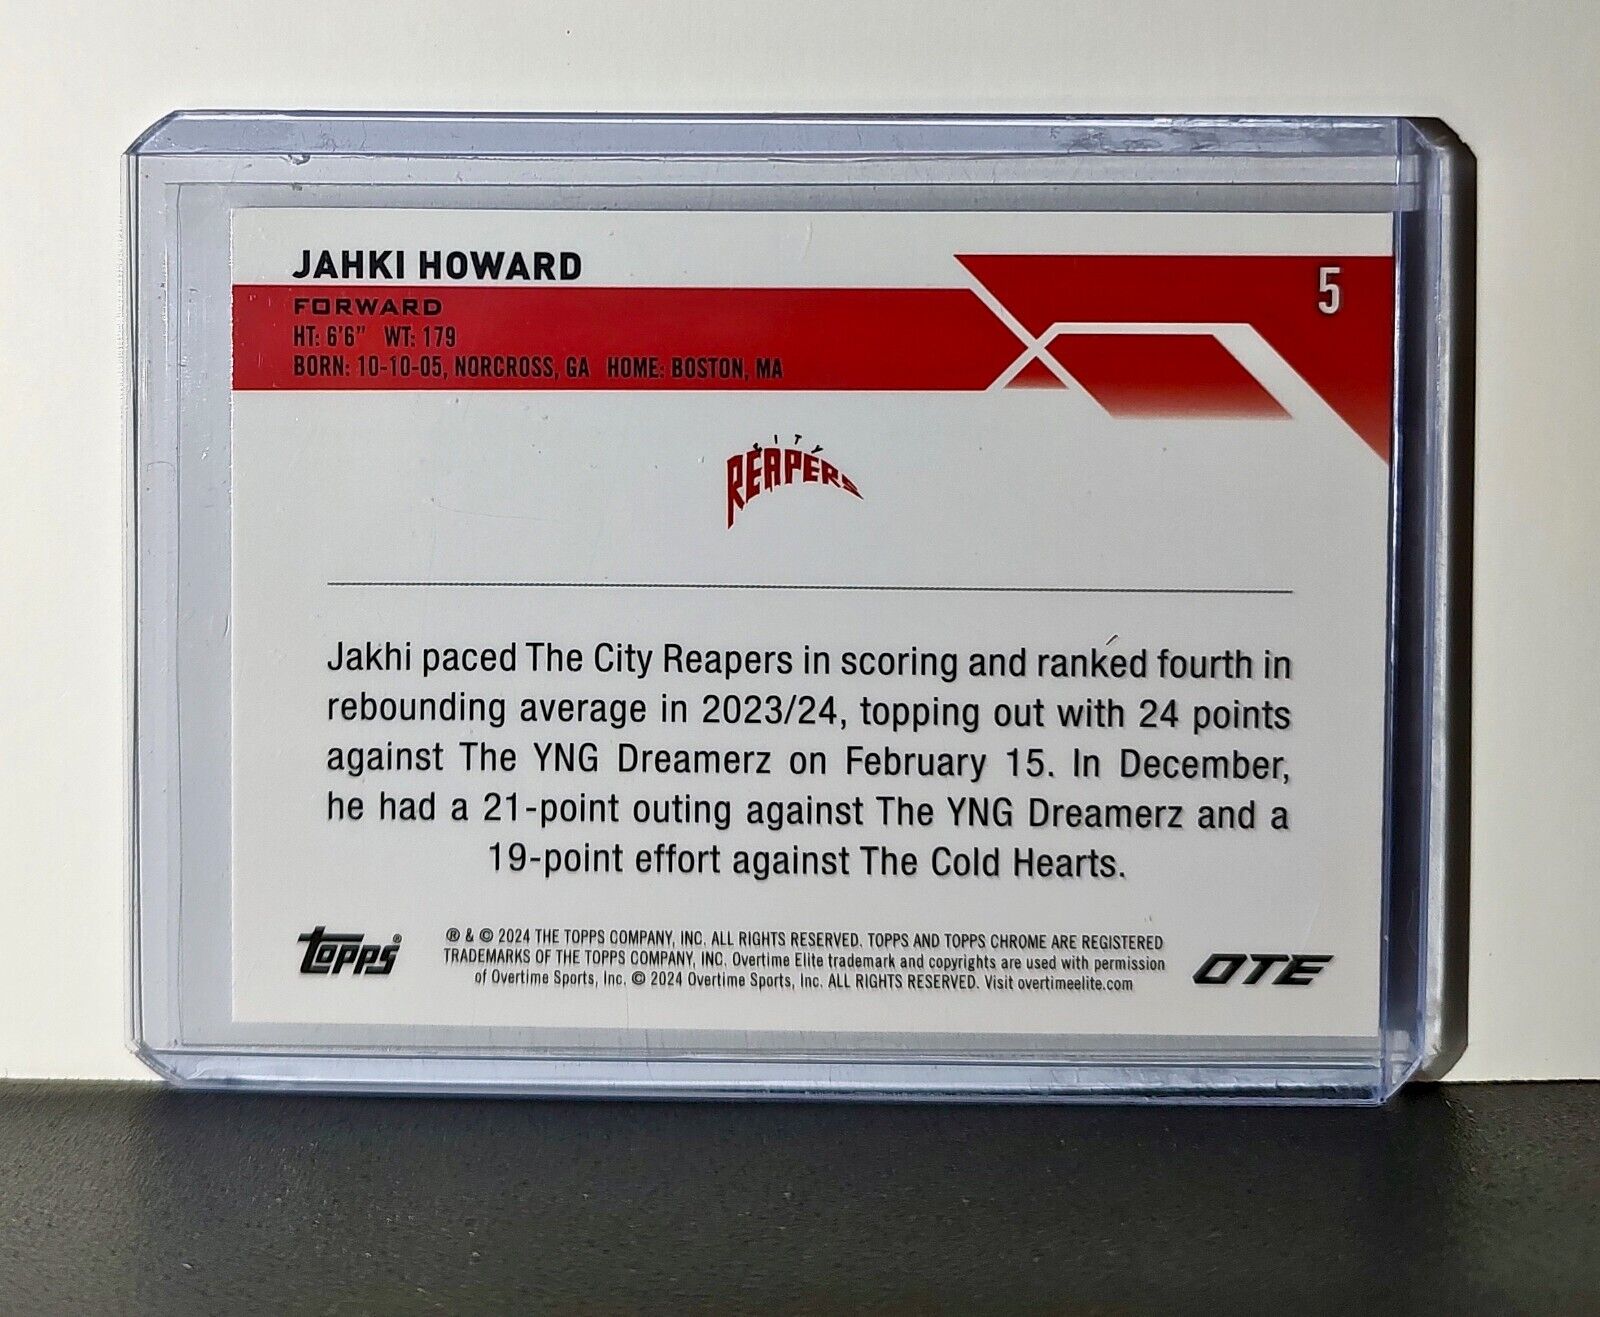 JAHKI HOWARD
5
FORWARD
HT: 6'6" WT: 179
BORN: 10-10-05, NORCROSS, GA HOME: BOSTON, MA
CITY
REAPERS
Jakhi paced The City Reapers in scoring and ranked fourth in
rebounding average in 2023/24, topping out with 24 points
against The YNG Dreamerz on February 15. In December,
he had a 21-point outing against The YNG Dreamerz and a
19-point effort against The Cold Hearts.
Topps®
® & © 2024 THE TOPPS COMPANY, INC. ALL RIGHTS RESERVED. TOPPS AND TOPPS CHROME ARE REGISTERED
TRADEMARKS OF THE TOPPS COMPANY, INC. Overtime Elite trademark and copyrights are used with permission
of Overtime Sports, Inc. © 2024 Overtime Sports, Inc. ALL RIGHTS RESERVED. Visit overtimeelite.com
OTE